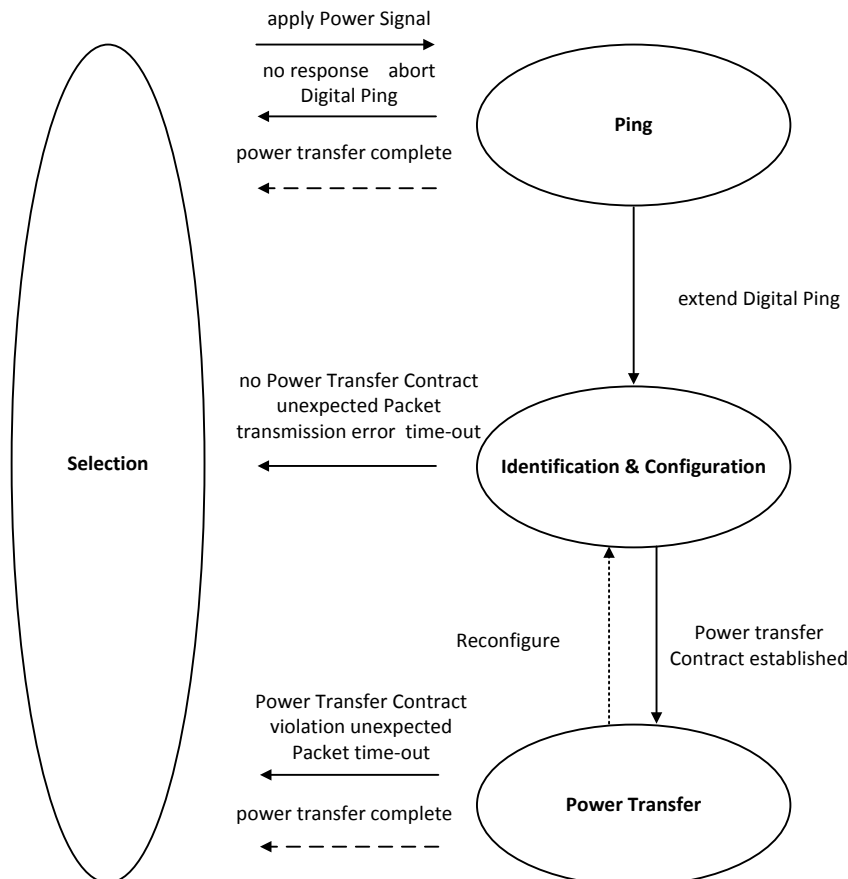 apply Power Signal
no response abort
Digital Ping
power transfer complete
Ping
extend Digital Ping
no Power Transfer Contract
unexpected Packet
transmission error time-out
Selection
Identification & Configuration
Reconfigure
Power transfer
Contract established
Power Transfer Contract
violation unexpected
Packet time-out
power transfer complete
Power Transfer